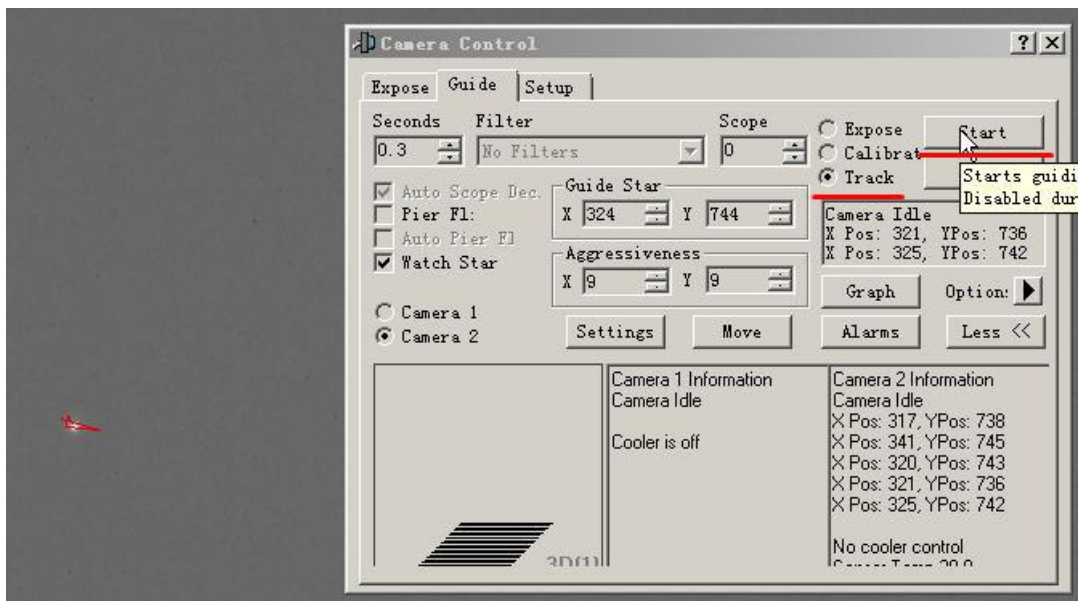 Camera Control
Expose Guide Setup
Seconds Filter Scope
0.3 No Filters 0
Expose
Calibrat
Track
Start
Starts guidi
Disabled dur
Auto Scope Dec.
Pier Fl:
Auto Pier Fl
Watch Star
Guide Star
X 324 Y 744
Aggressiveness
X 9 Y 9
Camera Idle
X Pos: 321, YPos: 736
X Pos: 325, YPos: 742
Graph Option:
Camera 1
Camera 2
Settings Move Alarms Less <<
Camera 1 Information
Camera Idle
Cooler is off
Camera 2 Information
Camera Idle
X Pos: 317, YPos: 738
X Pos: 341, YPos: 745
X Pos: 320, YPos: 743
X Pos: 321, YPos: 736
X Pos: 325, YPos: 742
No cooler control
3D(1)